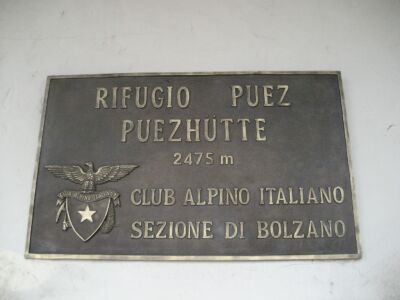 RIFUGIO PUEZ
PUEZHÜTTE
2475 m
CLUB ALPINO ITALIANO
SEZIONE DI BOLZANO